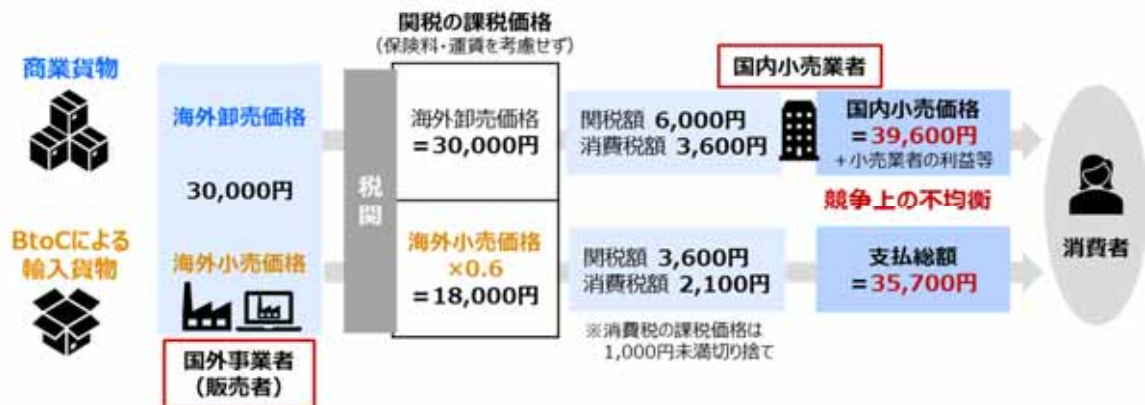 関税の課税価格
(保険料・運賃を考慮せず)
商業貨物
海外卸売価格
30,000円
BtoCによる
輸入貨物
海外小売価格
国外事業者
(販売者)
税関
海外卸売価格
=30,000円
海外小売価格
×0.6
=18,000円
国内小売業者
関税額 6,000円
消費税額 3,600円
国内小売価格
=39,600円
+小売業者の利益等
競争上の不均衡
関税額 3,600円
消費税額 2,100円
※消費税の課税価格は
1,000円未満切り捨て
支払総額
=35,700円
消費者